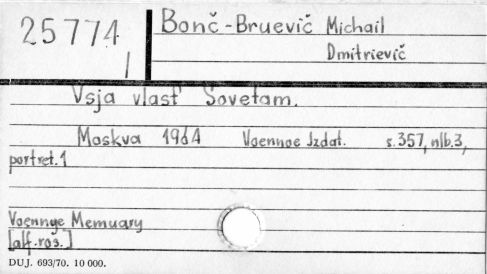 25774
Bonč-Bruevič Michail
Dmitrievič
Vsja vlast' Sovetam.
Moskva 1964 Voennoe Izdat. s.357, nlb.3,
portret.1
Voennye Memuary
[alf.ros.]
DUJ. 693/70. 10 000.